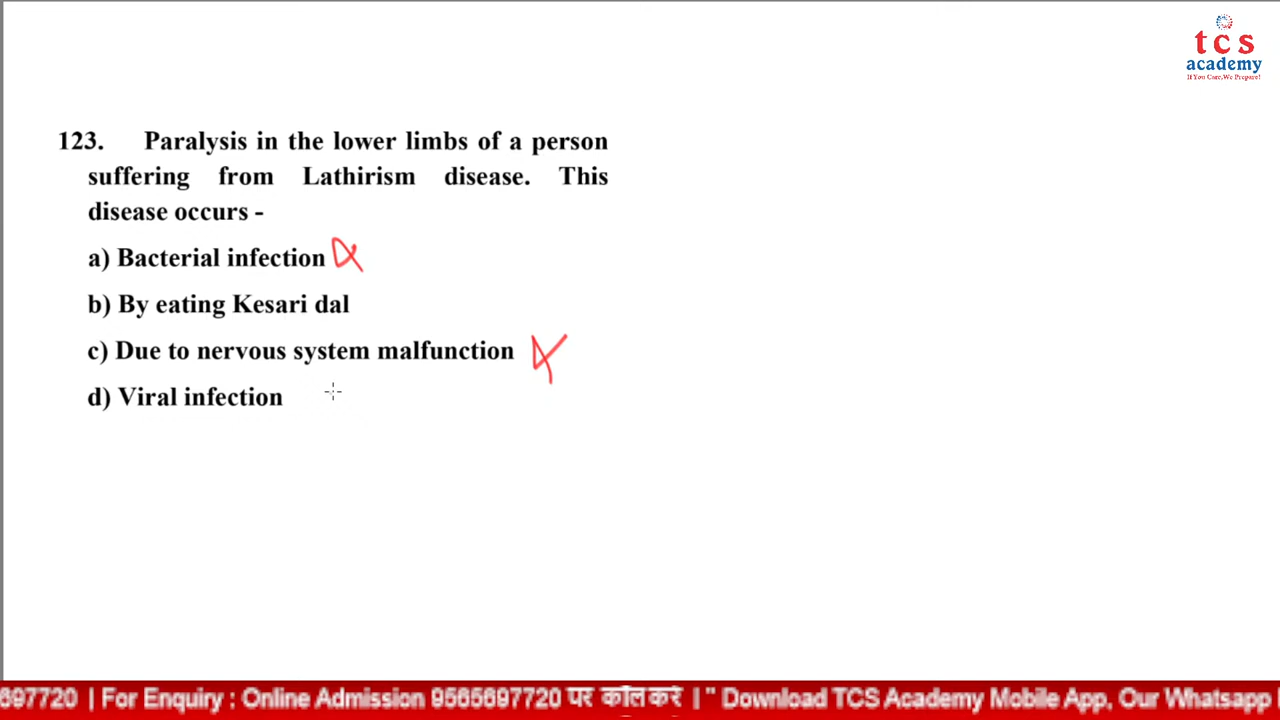 tcs
academy
If You Care,We Prepare!
123. Paralysis in the lower limbs of a person
suffering from Lathirism disease. This
disease occurs -
a) Bacterial infection
b) By eating Kesari dal
c) Due to nervous system malfunction
d) Viral infection
697720 | For Enquiry : Online Admission 9565697720 पर कॉल करें | " Download TCS Academy Mobile App, Our Whatsapp